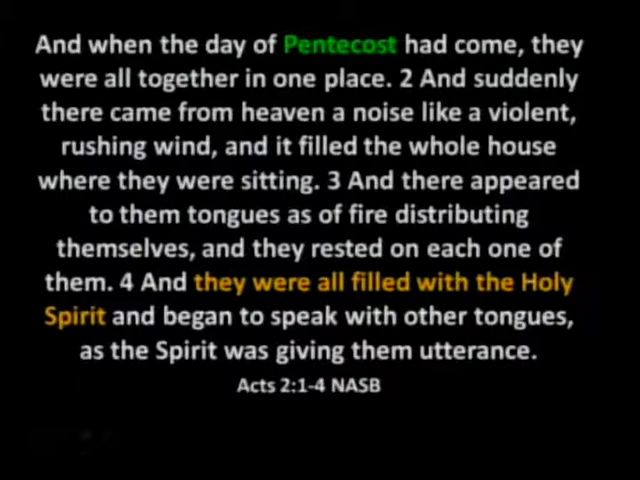 And when the day of Pentecost had come, they
were all together in one place. 2 And suddenly
there came from heaven a noise like a violent,
rushing wind, and it filled the whole house
where they were sitting. 3 And there appeared
to them tongues as of fire distributing
themselves, and they rested on each one of
them. 4 And they were all filled with the Holy
Spirit and began to speak with other tongues,
as the Spirit was giving them utterance.
Acts 2:1-4 NASB